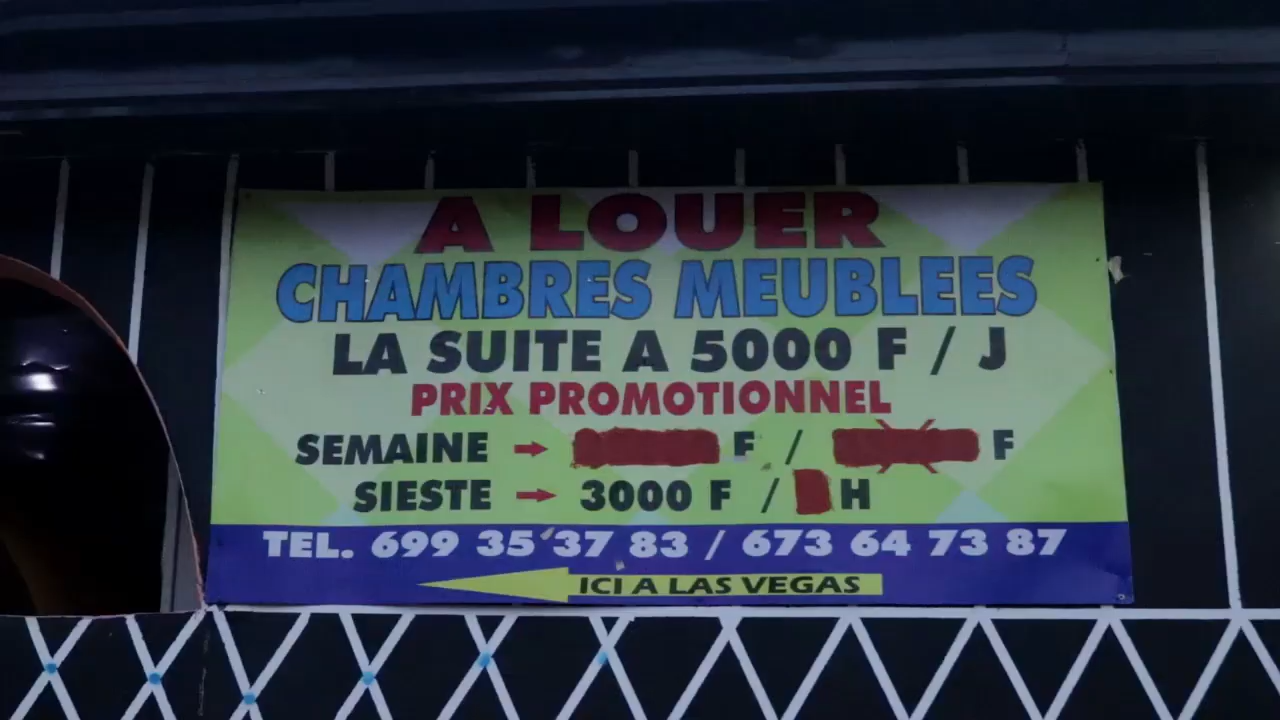 A LOUER
CHAMBRES MEUBLEES
LA SUITE A 5000 F / J
PRIX PROMOTIONNEL
SEMAINE → F / F
SIESTE → 3000 F / H
TEL. 699 35 37 83 / 673 64 73 87
ICI A LAS VEGAS